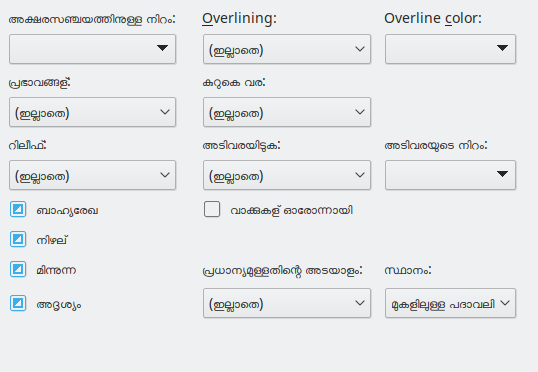 അക്ഷരസഞ്ചയത്തിനുള്ള നിറം: Overlining: Overline color:
(ഇല്ലാതെ)
പ്രഭാവങ്ങള്: കുറുകെ വര:
(ഇല്ലാതെ) (ഇല്ലാതെ)
റിലീഫ്: അടിവരയിടുക: അടിവരയുടെ നിറം:
(ഇല്ലാതെ) (ഇല്ലാതെ)
ബാഹ്യരേഖ വാക്കുകള് ഓരോന്നായി
നിഴല്
മിന്നുന്ന പ്രധാന്യമുള്ളതിന്റെ അടയാളം: സ്ഥാനം:
അദൃശ്യം (ഇല്ലാതെ) മുകളിലുള്ള പദാവലി